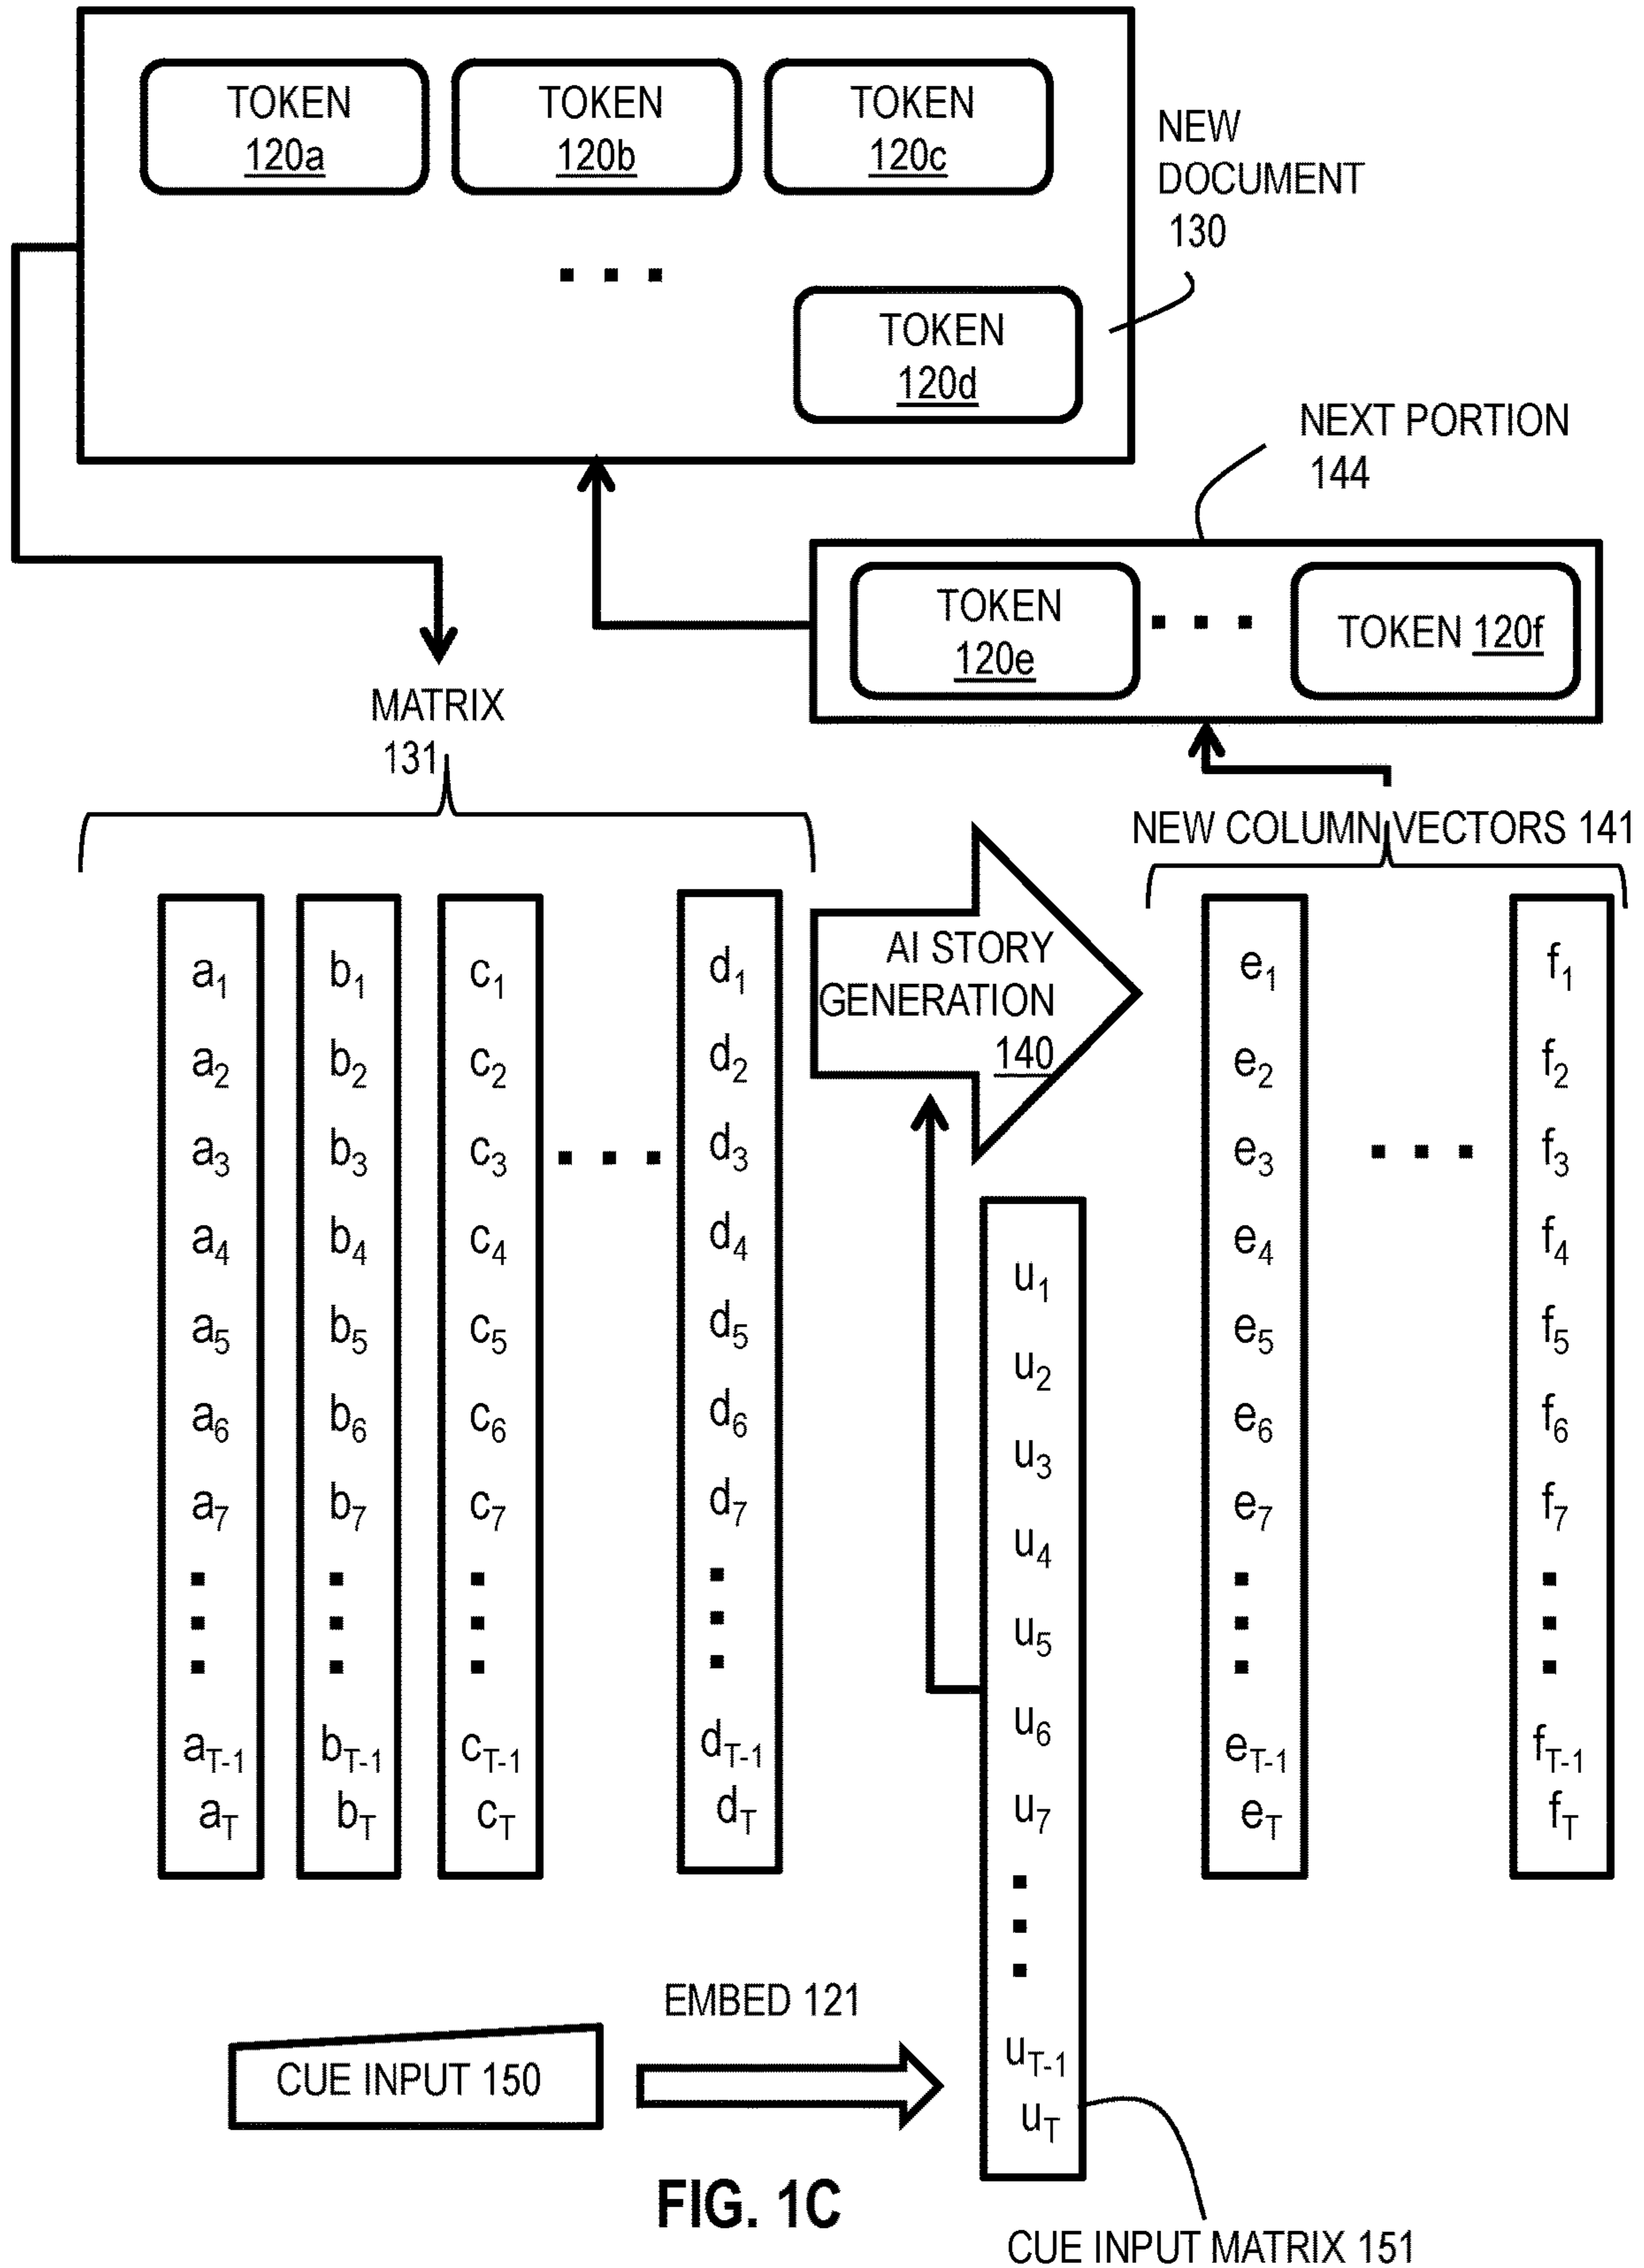 TOKEN
120a
TOKEN
120b
TOKEN
120c
NEW
DOCUMENT
130
TOKEN
120d
NEXT PORTION
144
TOKEN
120e
TOKEN 120f
MATRIX
131
NEW COLUMN VECTORS 141
AI STORY
GENERATION
140
a1
a2
a3
a4
a5
a6
a7
aT-1
aT
b1
b2
b3
b4
b5
b6
b7
bT-1
bT
c1
c2
c3
c4
c5
c6
c7
cT-1
cT
d1
d2
d3
d4
d5
d6
d7
dT-1
dT
u1
u2
u3
u4
u5
u6
u7
uT-1
uT
e1
e2
e3
e4
e5
e6
e7
eT-1
eT
f1
f2
f3
f4
f5
f6
f7
fT-1
fT
EMBED 121
CUE INPUT 150
FIG. 1C
CUE INPUT MATRIX 151